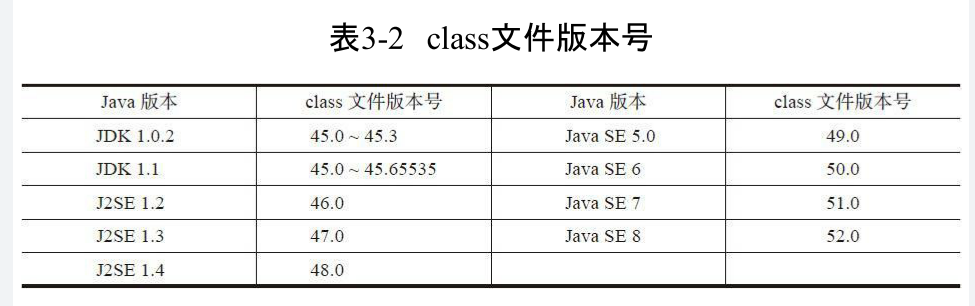 表3-2 class文件版本号
Java 版本 class 文件版本号 Java 版本 class 文件版本号
JDK 1.0.2 45.0 ~ 45.3 Java SE 5.0 49.0
JDK 1.1 45.0 ~ 45.65535 Java SE 6 50.0
J2SE 1.2 46.0 Java SE 7 51.0
J2SE 1.3 47.0 Java SE 8 52.0
J2SE 1.4 48.0